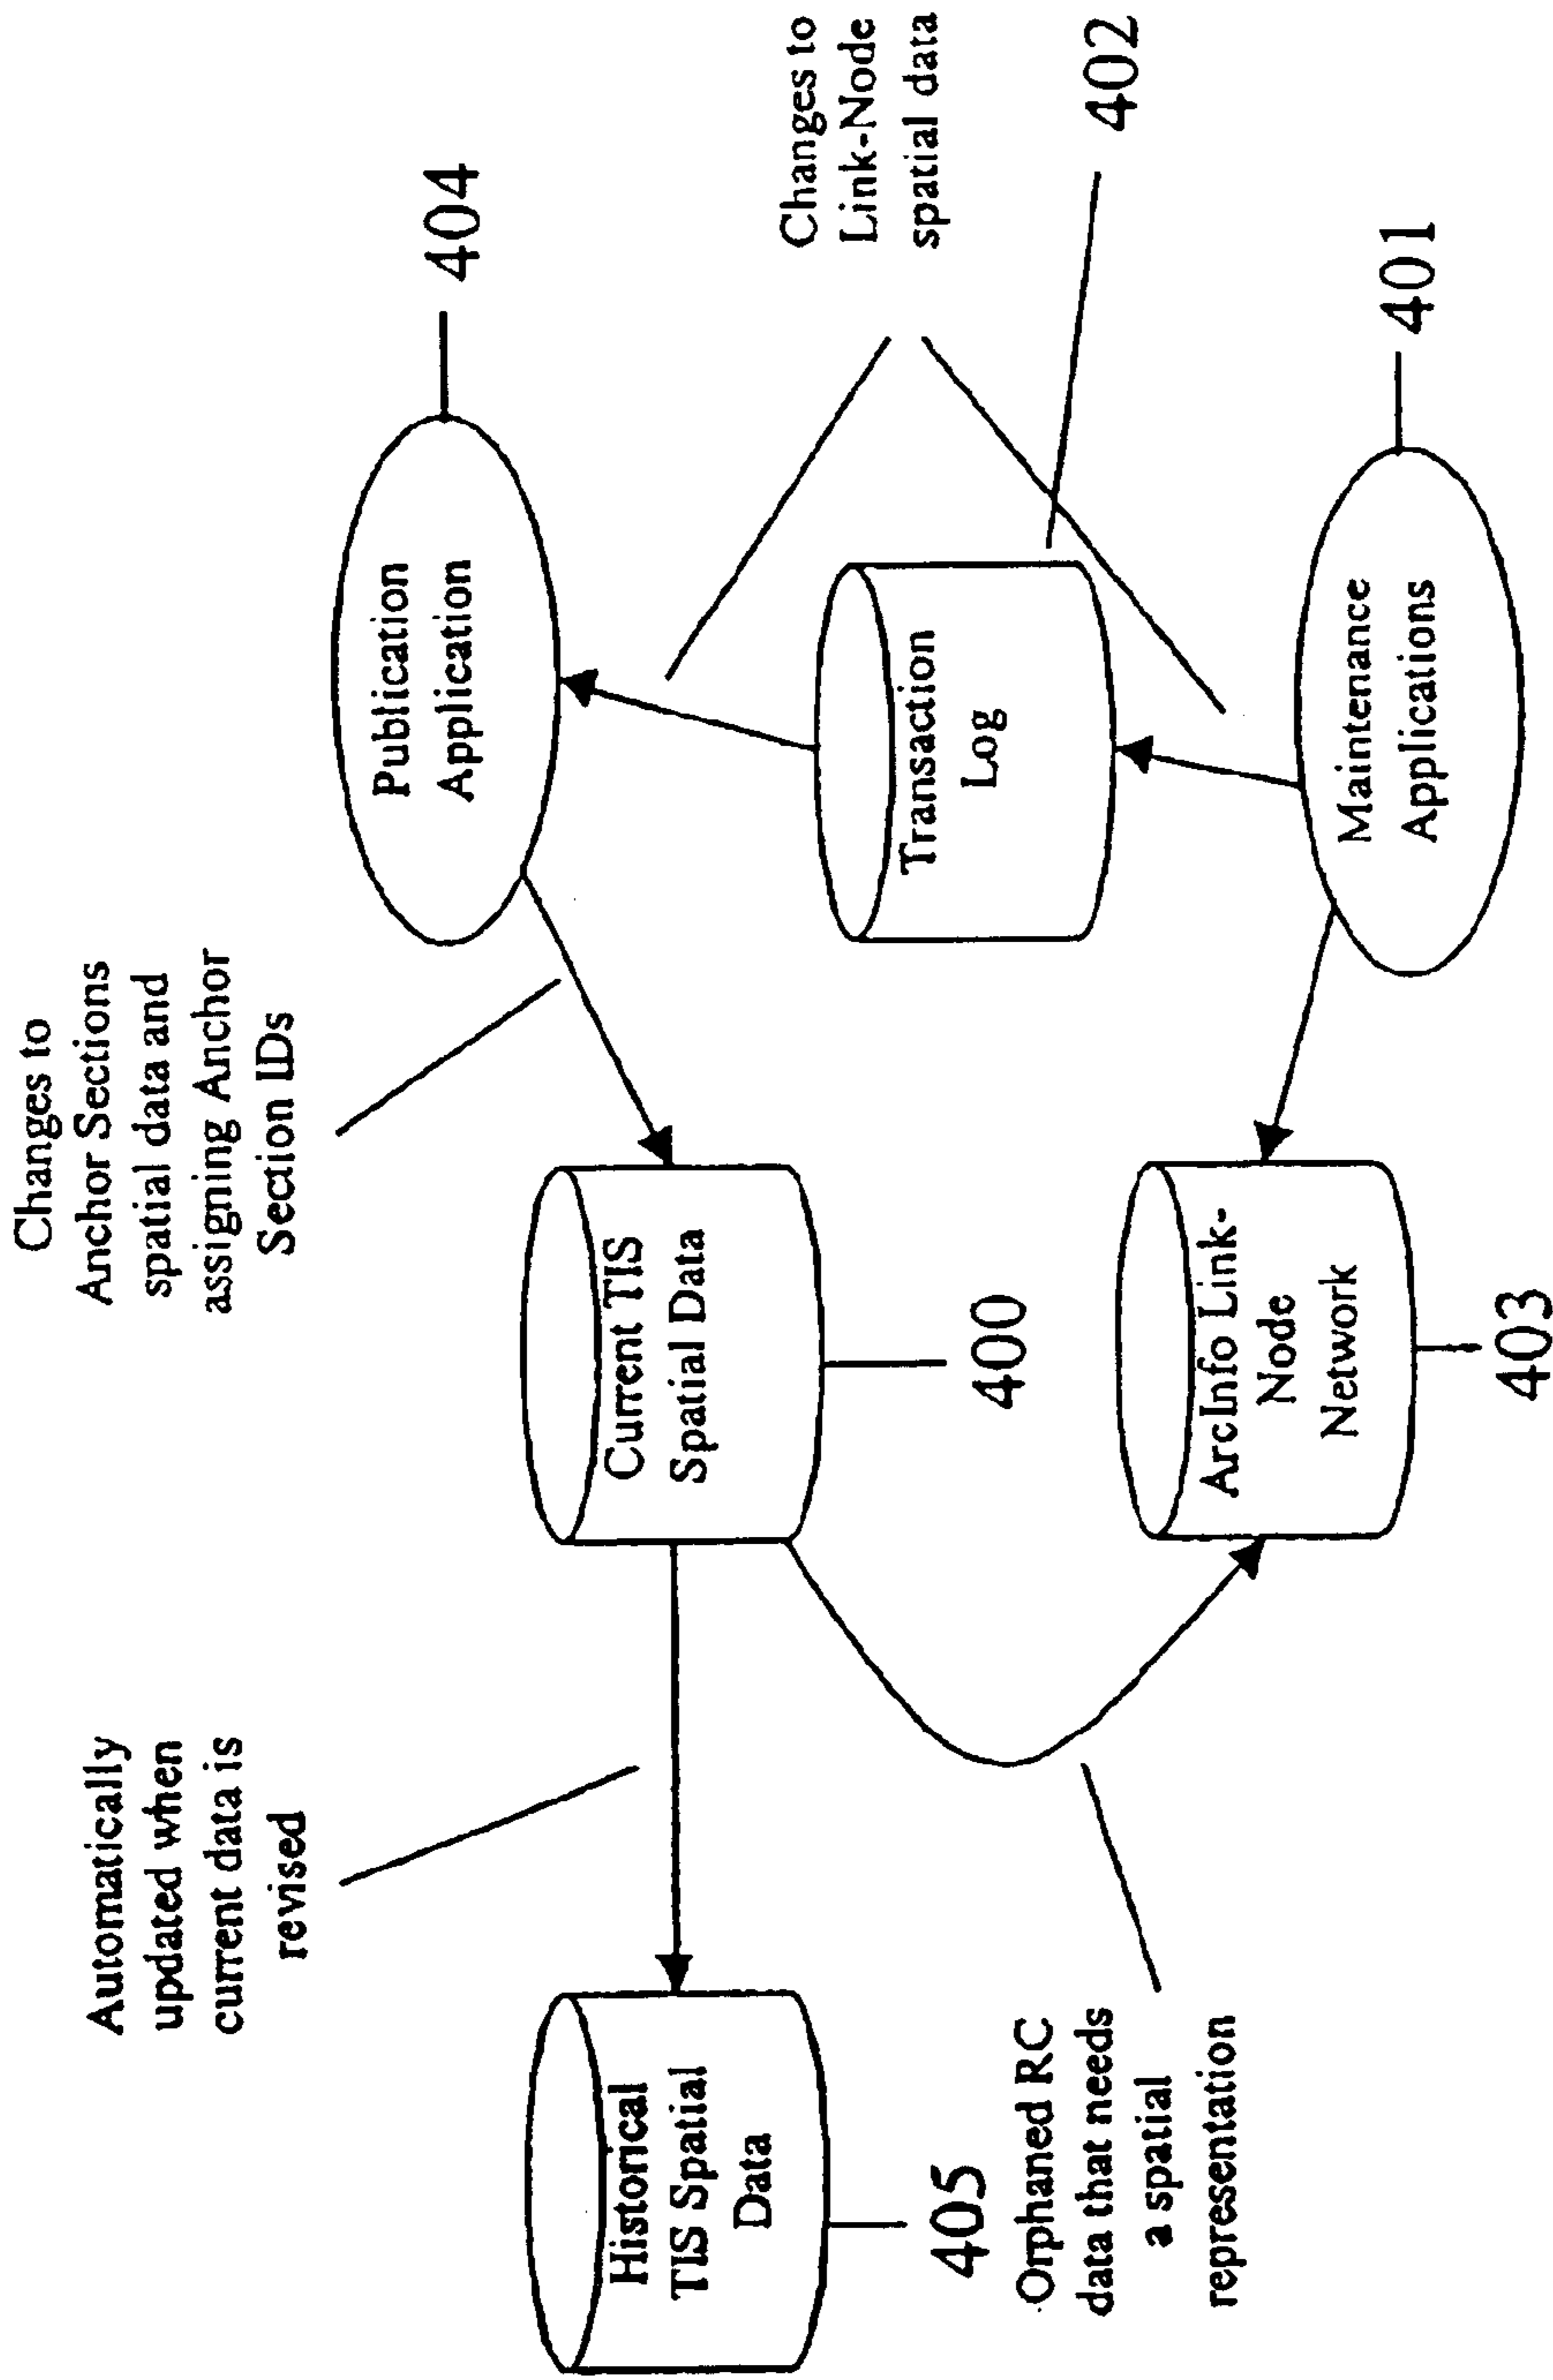 Changes to
Anchor Sections
spatial data and
assigning Anchor
Section IDs
Automatically
updated when
current data is
revised
404
Publication
Application
Historical
TIS Spatial
Data
405
Current TIS
Spatial Data
400
Transaction
Log
Changes to
Link-Node
spatial data
402
Orphaned RC
data that needs
a spatial
representation
ArcInfo Link-
Node
Network
403
Maintenance
Applications
401